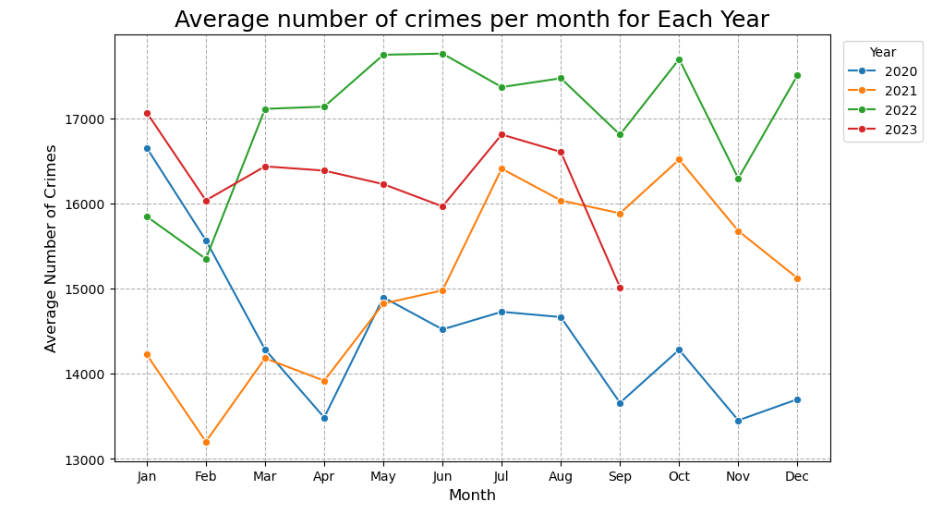 Average number of crimes per month for Each Year
Year
2020
2021
2022
2023
Average Number of Crimes
17000
16000
15000
14000
13000
Jan Feb Mar Apr May Jun Jul Aug Sep Oct Nov Dec
Month